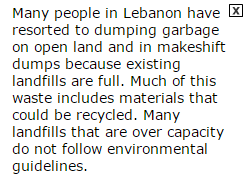 Many people in Lebanon have X
resorted to dumping garbage
on open land and in makeshift
dumps because existing
landfills are full. Much of this
waste includes materials that
could be recycled. Many
landfills that are over capacity
do not follow environmental
guidelines.